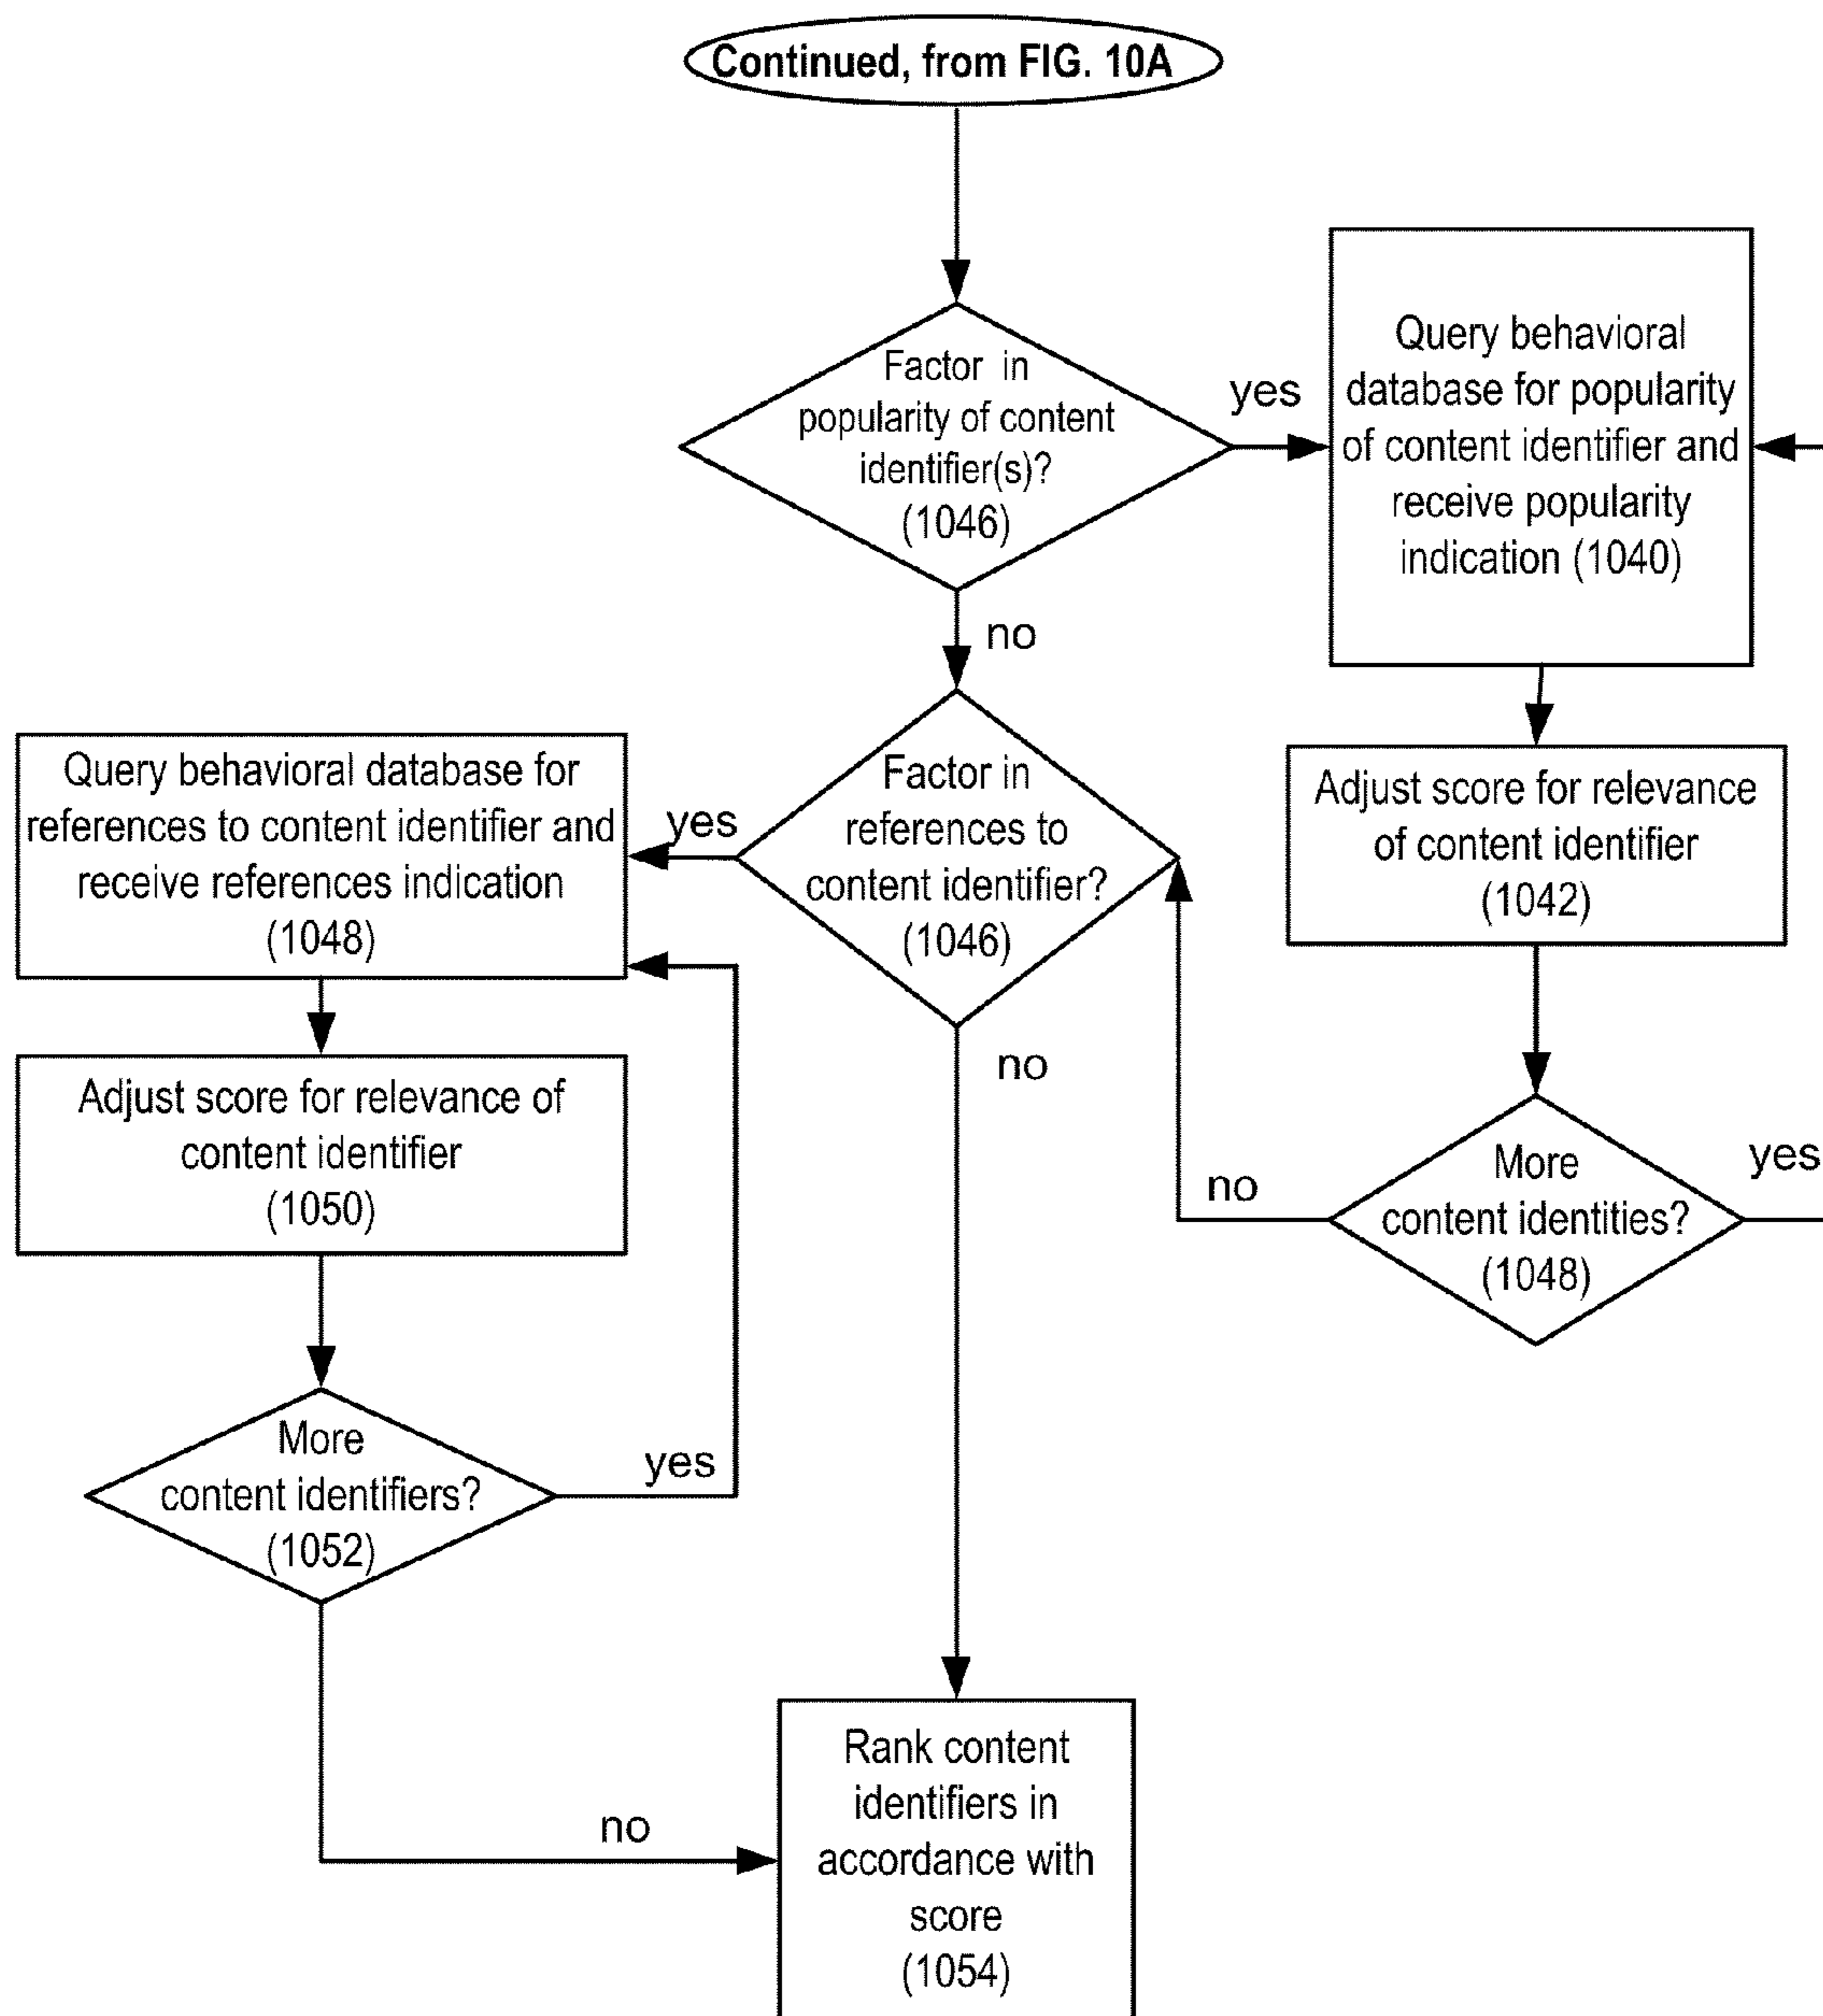 Continued, from FIG. 10A
Factor in
popularity of content
identifier(s)?
(1046)
yes
no
Query behavioral
database for popularity
of content identifier and
receive popularity
indication (1040)
Adjust score for relevance
of content identifier
(1042)
More
content identities?
(1048)
yes
no
Factor in
references to
content identifier?
(1046)
yes
no
Query behavioral database for
references to content identifier and
receive references indication
(1048)
Adjust score for relevance of
content identifier
(1050)
More
content identifiers?
(1052)
yes
no
Rank content
identifiers in
accordance with
score
(1054)